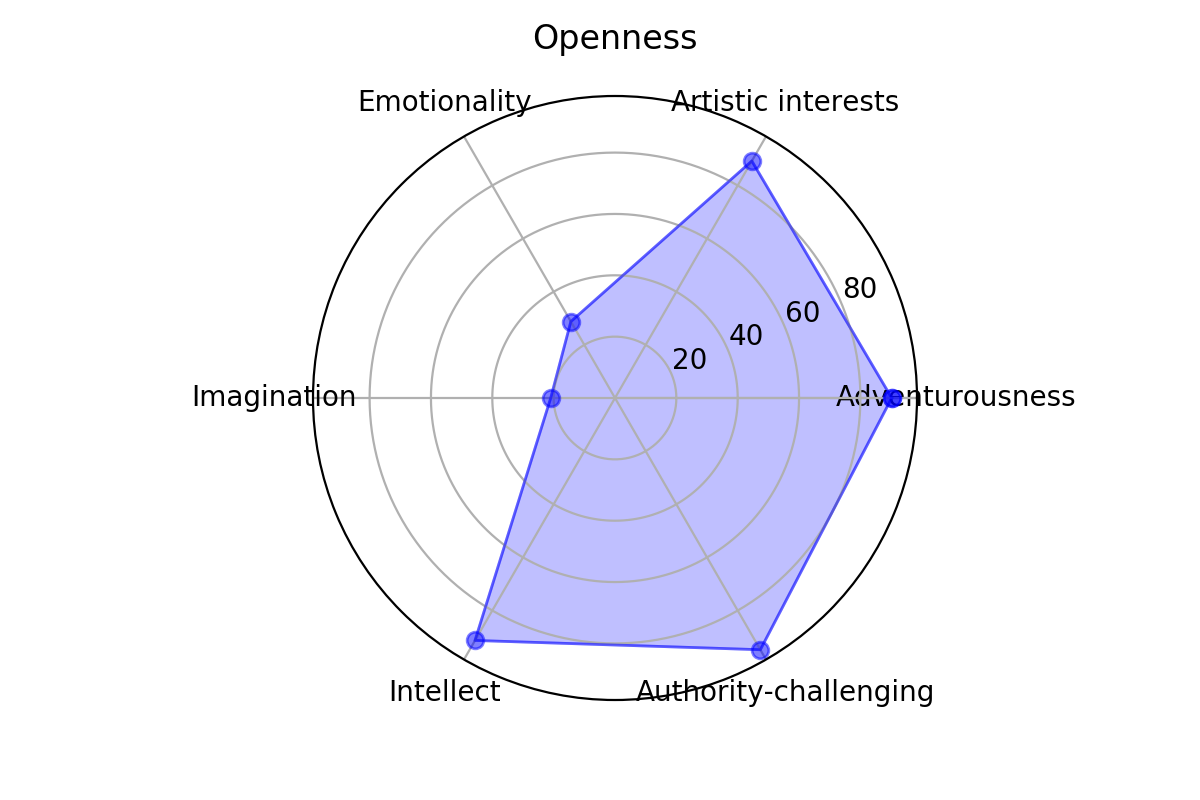 Openness
Emotionality
Artistic interests
80
60
40
20
Imagination
Adventurousness
Intellect
Authority-challenging